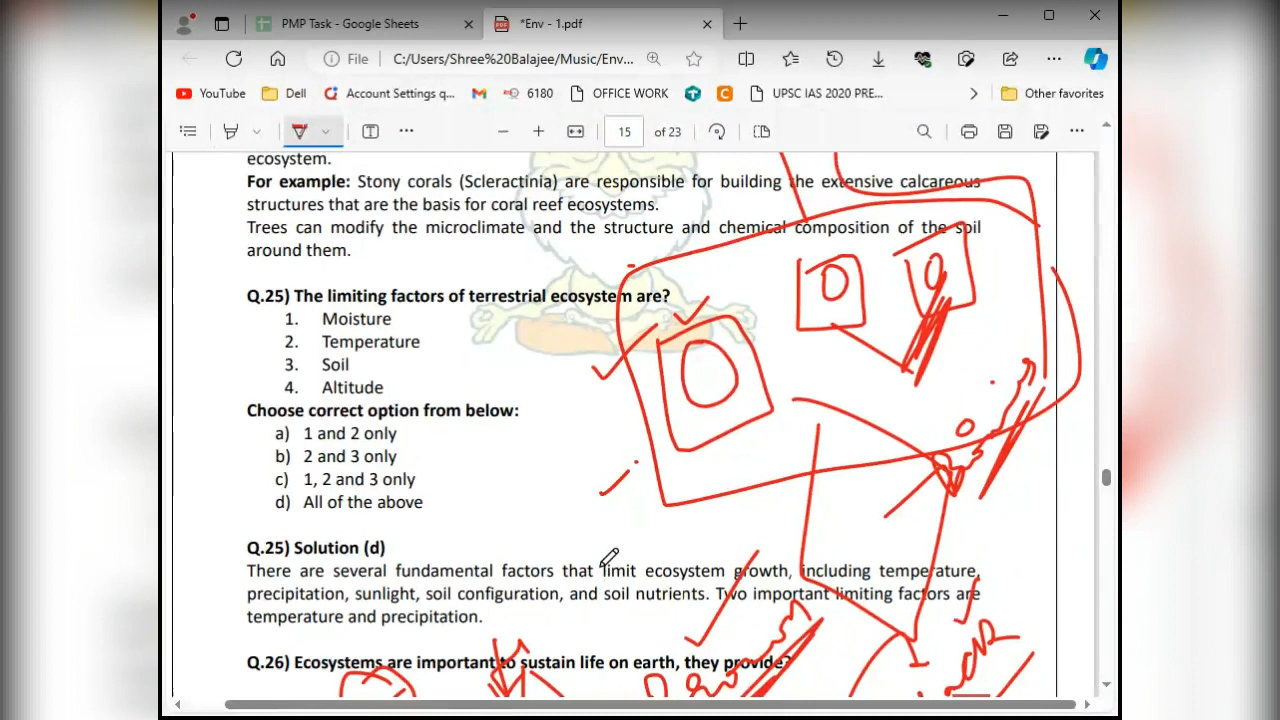 PMP Task - Google Sheets
*Env - 1.pdf
File C:/Users/Shree%20Balajee/Music/Env...
YouTube Dell Account Settings q... 6180 OFFICE WORK UPSC IAS 2020 PRE... Other favorites
15 of 23
ecosystem.
For example: Stony corals (Scleractinia) are responsible for building the extensive calcareous
structures that are the basis for coral reef ecosystems.
Trees can modify the microclimate and the structure and chemical composition of the soil
around them.
Q.25) The limiting factors of terrestrial ecosystem are?
1. Moisture
2. Temperature
3. Soil
4. Altitude
Choose correct option from below:
a) 1 and 2 only
b) 2 and 3 only
c) 1, 2 and 3 only
d) All of the above
Q.25) Solution (d)
There are several fundamental factors that limit ecosystem growth, including temperature,
precipitation, sunlight, soil configuration, and soil nutrients. Two important limiting factors are
temperature and precipitation.
Q.26) Ecosystems are important to sustain life on earth, they provide?